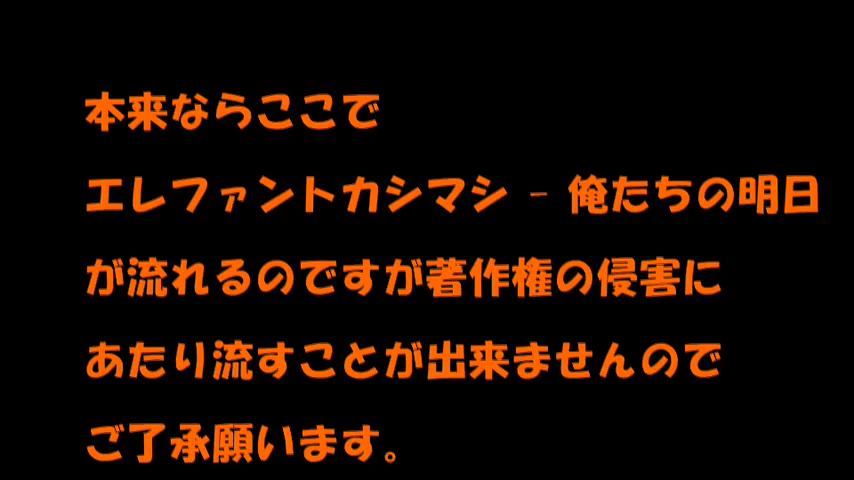 本来ならここで
エレファントカシマシ - 俺たちの明日
が流れるのですが著作権の侵害に
あたり流すことが出来ませんので
ご了承願います。